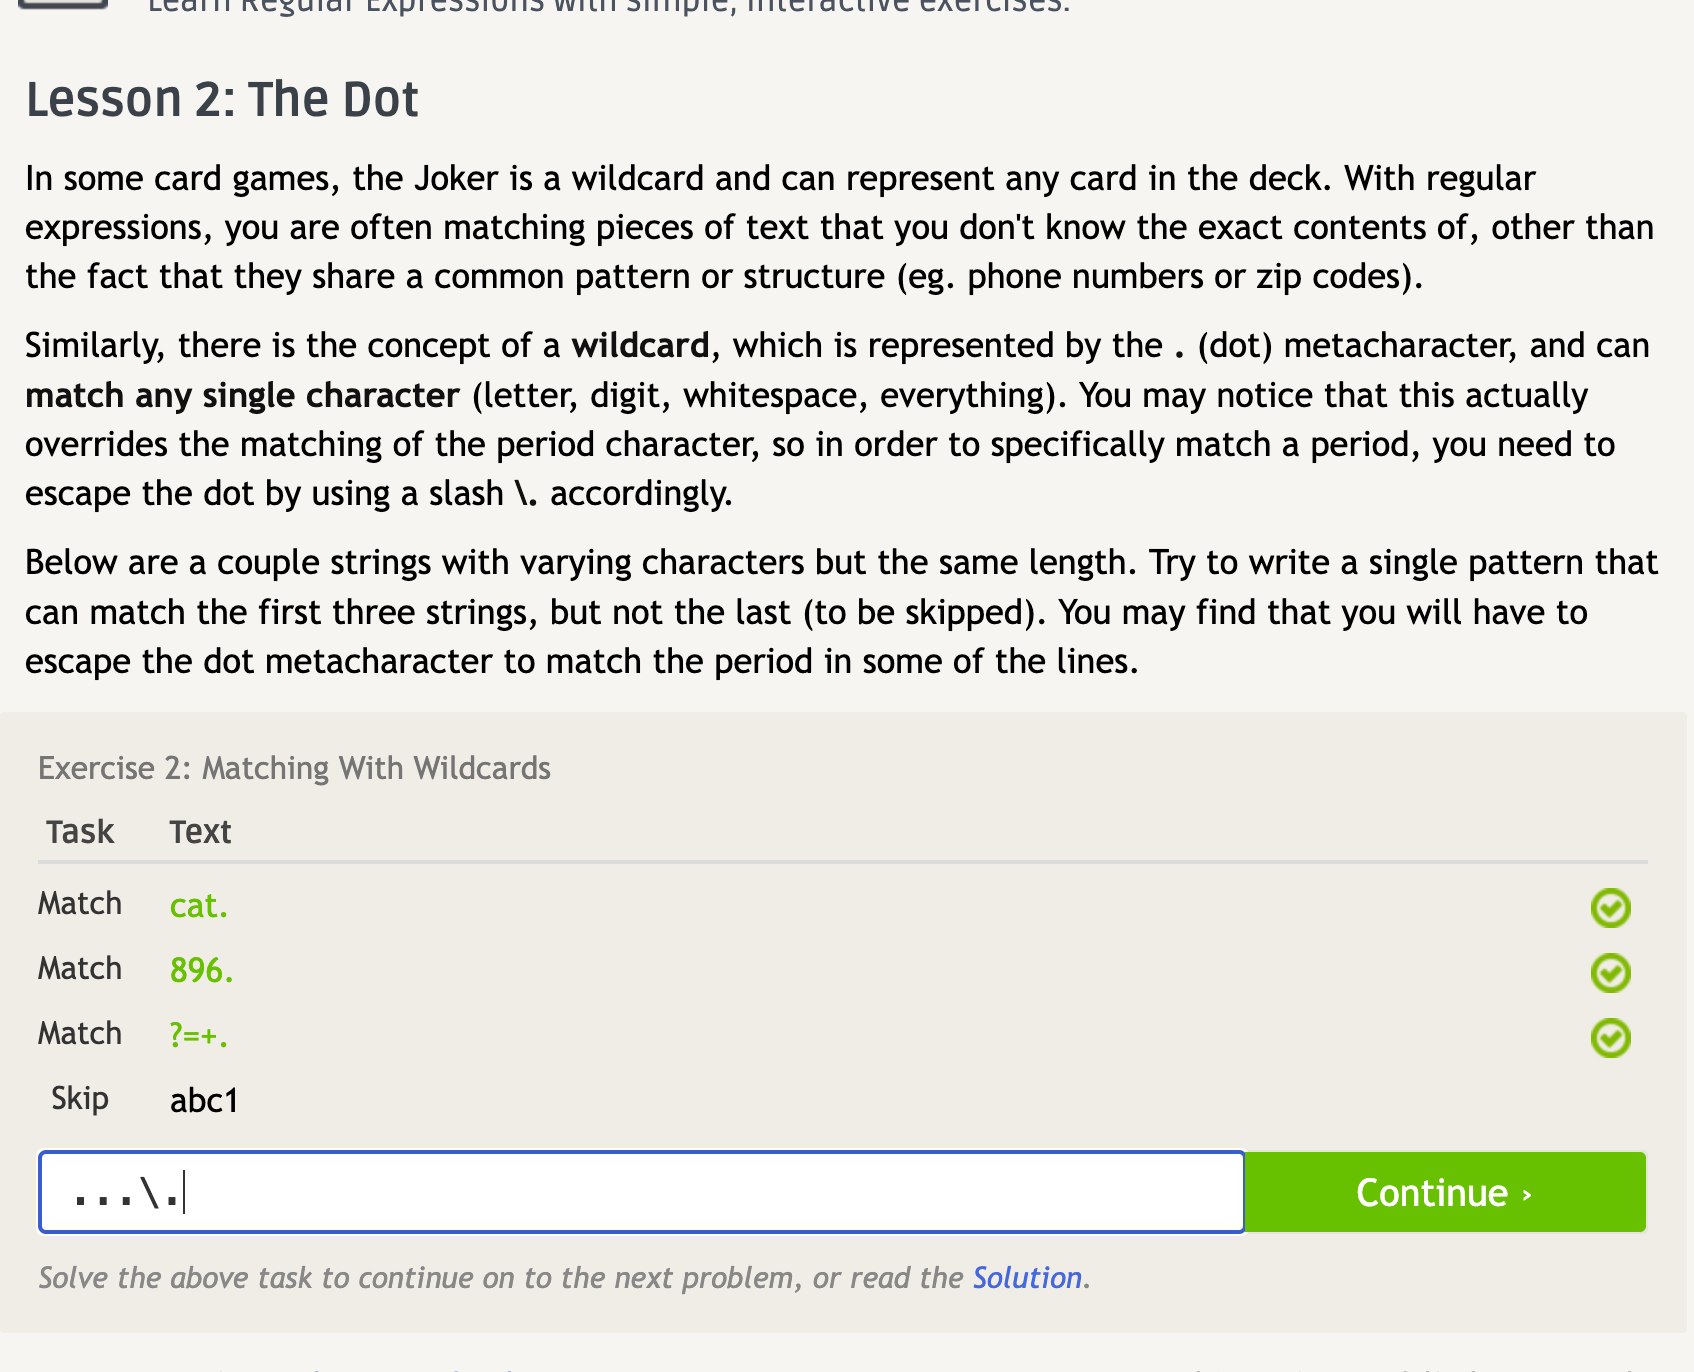 Learn Regular Expressions with simple, interactive exercises.
Lesson 2: The Dot
In some card games, the Joker is a wildcard and can represent any card in the deck. With regular
expressions, you are often matching pieces of text that you don't know the exact contents of, other than
the fact that they share a common pattern or structure (eg. phone numbers or zip codes).
Similarly, there is the concept of a wildcard, which is represented by the . (dot) metacharacter, and can
match any single character (letter, digit, whitespace, everything). You may notice that this actually
overrides the matching of the period character, so in order to specifically match a period, you need to
escape the dot by using a slash \. accordingly.
Below are a couple strings with varying characters but the same length. Try to write a single pattern that
can match the first three strings, but not the last (to be skipped). You may find that you will have to
escape the dot metacharacter to match the period in some of the lines.
Exercise 2: Matching With Wildcards
Task Text
Match cat.
Match 896.
Match ?=+.
Skip abc1
...\.
Continue ›
Solve the above task to continue on to the next problem, or read the Solution.